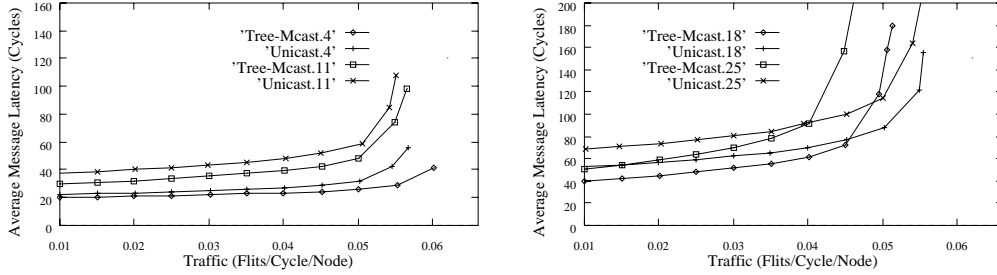 Average Message Latency (Cycles)
160
140
120
100
80
60
40
20
0
'Tree-Mcast.4'
'Unicast.4'
'Tree-Mcast.11'
'Unicast.11'
0.01 0.02 0.03 0.04 0.05 0.06
Traffic (Flits/Cycle/Node)
Average Message Latency (Cycles)
200
180
160
140
120
100
80
60
40
20
0
'Tree-Mcast.18'
'Unicast.18'
'Tree-Mcast.25'
'Unicast.25'
0.01 0.02 0.03 0.04 0.05 0.06
Traffic (Flits/Cycle/Node)